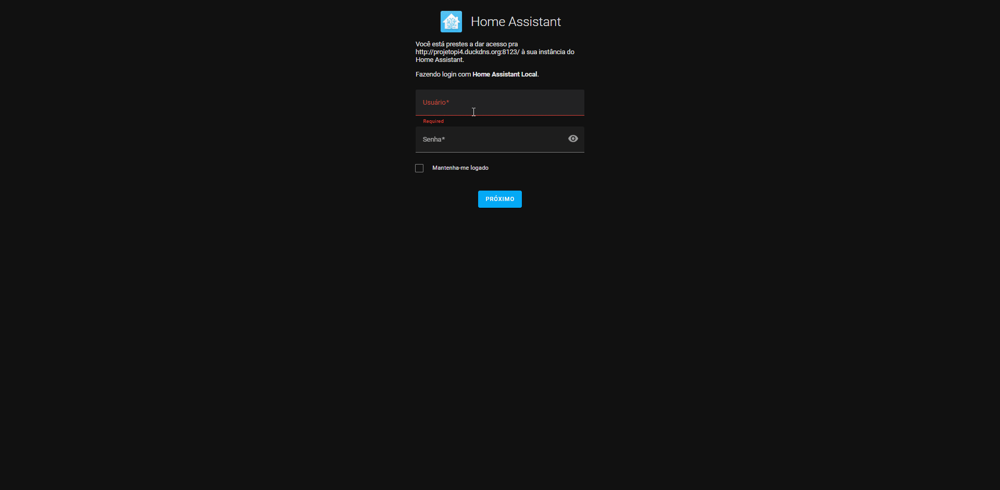 Home Assistant
Você está prestes a dar acesso pra
http://projetopi4.duckdns.org:8123/ à sua instância do
Home Assistant.
Fazendo login com Home Assistant Local.
Usuário*
Required
Senha*
Mantenha-me logado
PRÓXIMO